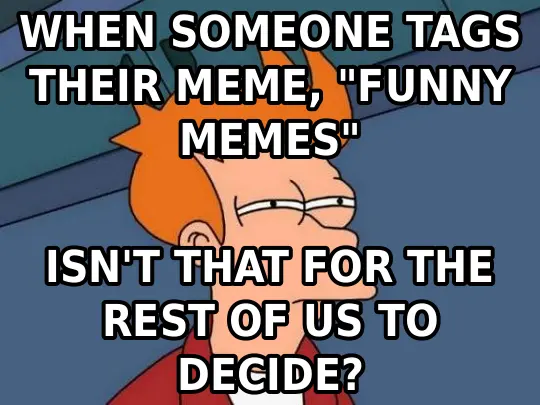 WHEN SOMEONE TAGS
THEIR MEME, "FUNNY
MEMES"
ISN'T THAT FOR THE
REST OF US TO
DECIDE?